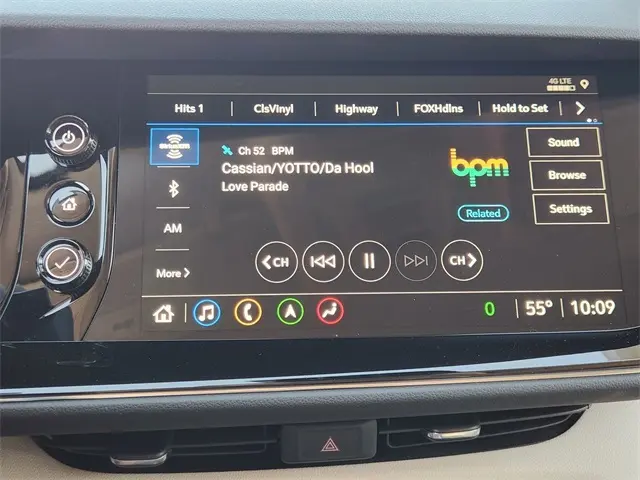 4G LTE
Hits 1 ClsVinyl Highway FOXHdlns Hold to Set
SiriusXM
Ch 52 BPM
Cassian/YOTTO/Da Hool
Love Parade
bpm
Related
Sound
Browse
Settings
AM
More
CH
CH
0 55° 10:09